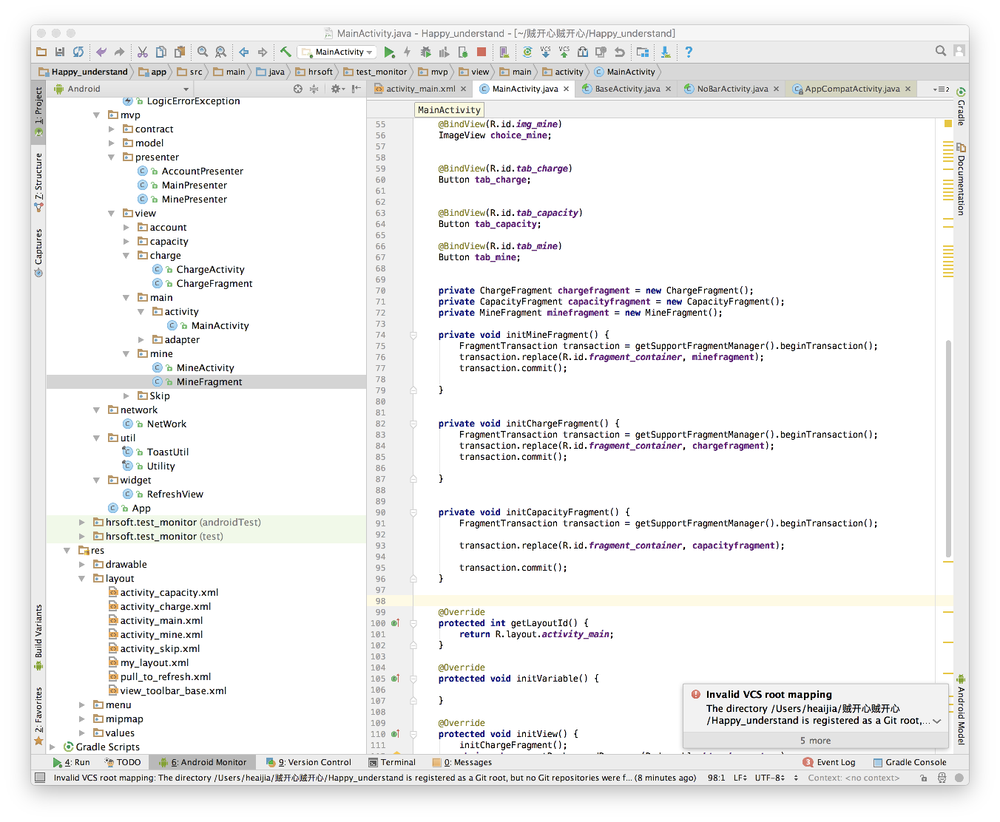 MainActivity.java - Happy_understand - [~/贼开心贼开心/Happy_understand]
MainActivity
VCS VCS
Happy_understand app src main java hrsoft test_monitor mvp view main activity MainActivity
Android
activity_main.xml MainActivity.java BaseActivity.java NoBarActivity.java AppCompatActivity.java 2
1: Project
7: Structure
Captures
Build Variants
2: Favorites
LogicErrorException
mvp
contract
model
presenter
AccountPresenter
MainPresenter
MinePresenter
view
account
capacity
charge
ChargeActivity
ChargeFragment
main
activity
MainActivity
adapter
mine
MineActivity
MineFragment
Skip
network
NetWork
util
ToastUtil
Utility
widget
RefreshView
App
hrsoft.test_monitor (androidTest)
hrsoft.test_monitor (test)
res
drawable
layout
activity_capacity.xml
activity_charge.xml
activity_main.xml
activity_mine.xml
activity_skip.xml
my_layout.xml
pull_to_refresh.xml
view_toolbar_base.xml
menu
mipmap
values
Gradle Scripts
MainActivity
55 @BindView(R.id.img_mine)
56 ImageView choice_mine;
57
58
59 @BindView(R.id.tab_charge)
60 Button tab_charge;
61
62
63 @BindView(R.id.tab_capacity)
64 Button tab_capacity;
65
66 @BindView(R.id.tab_mine)
67 Button tab_mine;
68
69
70 private ChargeFragment chargefragment = new ChargeFragment();
71 private CapacityFragment capacityfragment = new CapacityFragment();
72 private MineFragment minefragment = new MineFragment();
73
74 private void initMineFragment() {
75 FragmentTransaction transaction = getSupportFragmentManager().beginTransaction();
76 transaction.replace(R.id.fragment_container, minefragment);
77 transaction.commit();
78
79 }
80
81
82 private void initChargeFragment() {
83 FragmentTransaction transaction = getSupportFragmentManager().beginTransaction();
84 transaction.replace(R.id.fragment_container, chargefragment);
85 transaction.commit();
86
87 }
88
89
90 private void initCapacityFragment() {
91 FragmentTransaction transaction = getSupportFragmentManager().beginTransaction();
92
93 transaction.replace(R.id.fragment_container, capacityfragment);
94
95 transaction.commit();
96 }
97
98
99 @Override
100 protected int getLayoutId() {
101 return R.layout.activity_main;
102 }
103
104 @Override
105 protected void initVariable() {
106
107 }
108
109 @Override
110 protected void initView() {
111 initChargeFragment();
Gradle
Documentation
Android Model
Invalid VCS root mapping
The directory /Users/heaijia/贼开心贼开心
/Happy_understand is registered as a Git root,...
5 more
4: Run TODO 6: Android Monitor 9: Version Control Terminal 0: Messages 3 Event Log Gradle Console
Invalid VCS root mapping: The directory /Users/heaijia/贼开心贼开心/Happy_understand is registered as a Git root, but no Git repositories were f... (8 minutes ago) 98:1 LF UTF-8 Context: <no context>